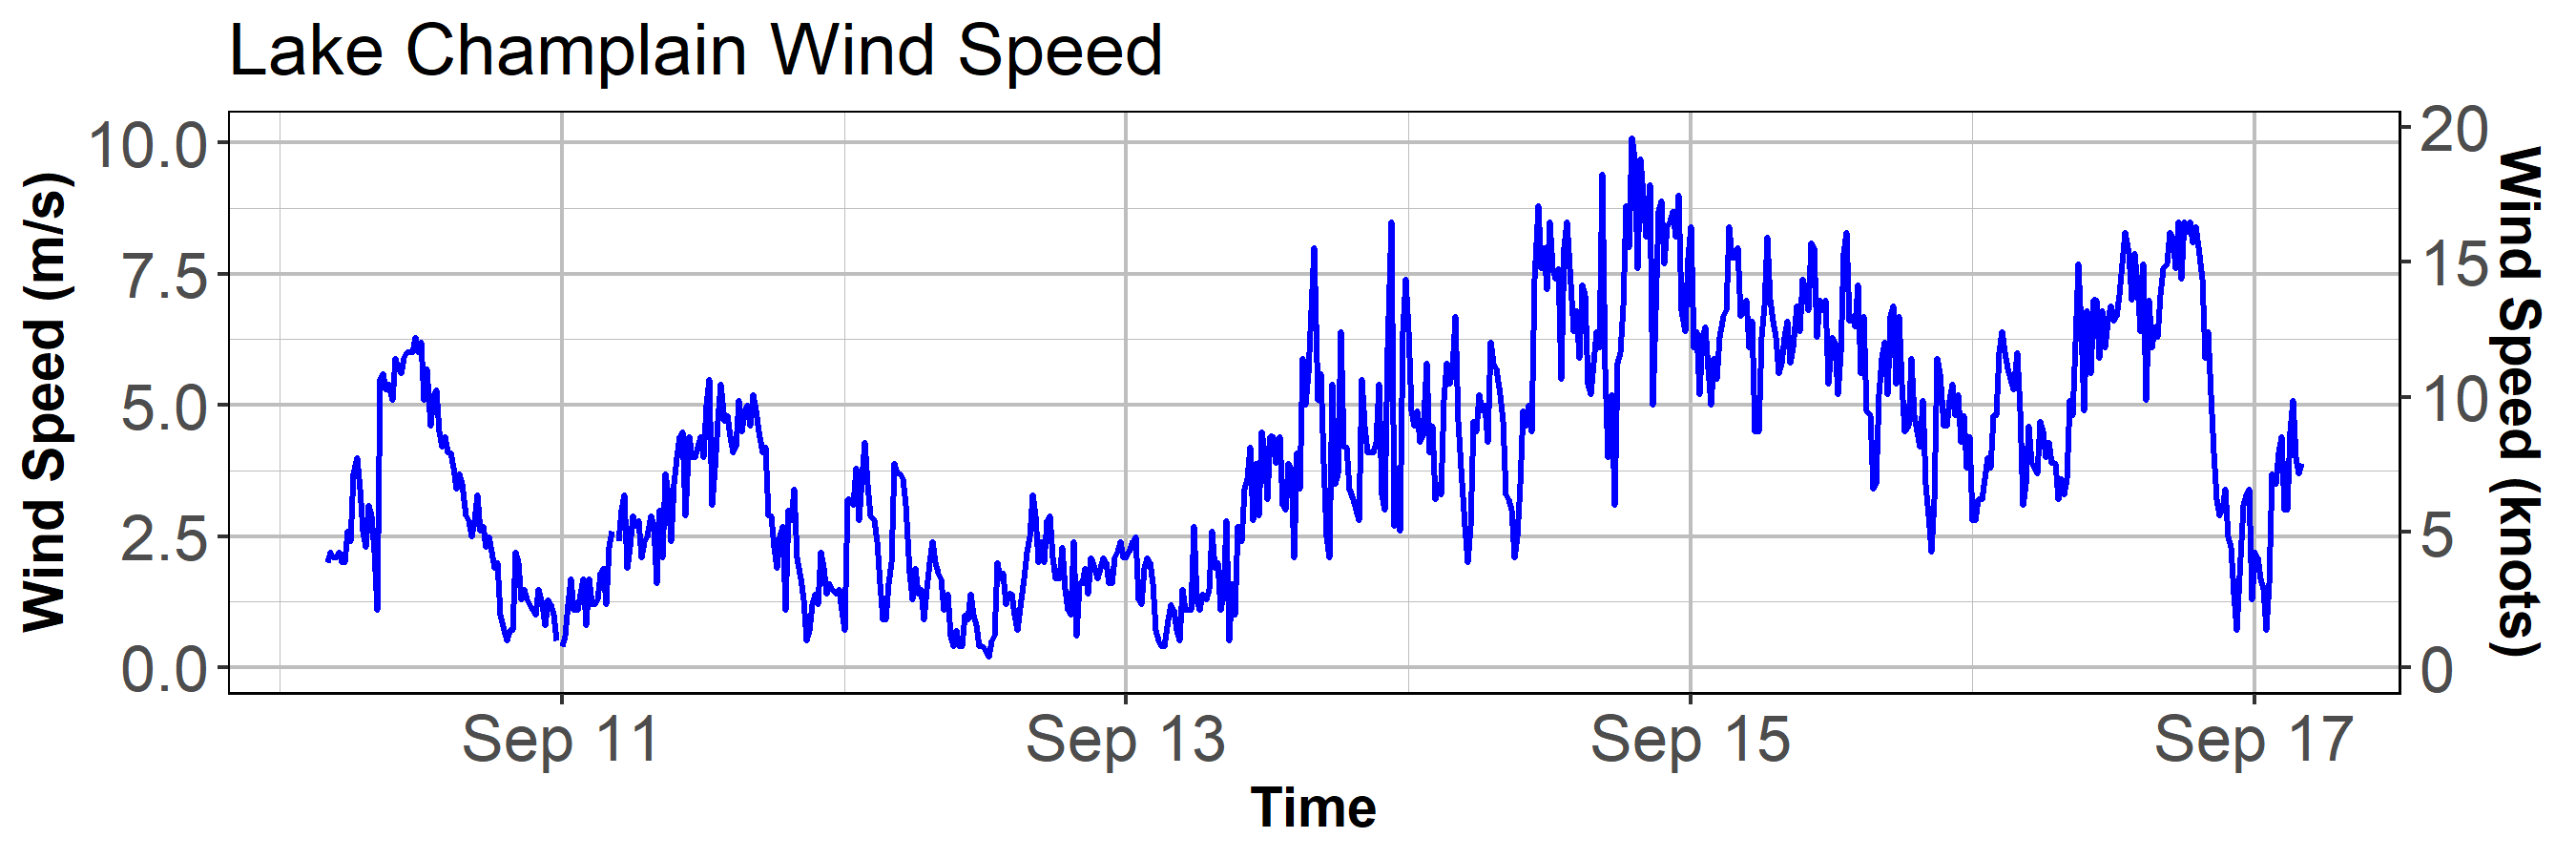 Lake Champlain Wind Speed
Wind Speed (m/s)
10.0
7.5
5.0
2.5
0.0
20
15
10
5
0
Wind Speed (knots)
Sep 11 Sep 13 Sep 15 Sep 17
Time